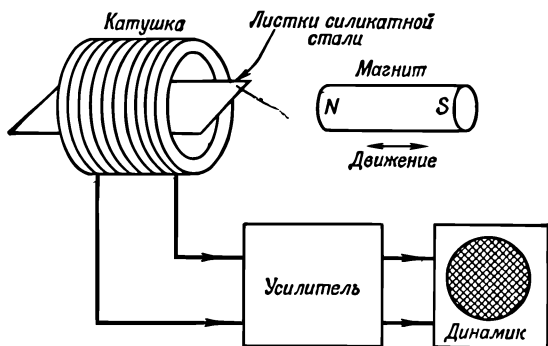 Катушка
Листки силикатной
стали
Магнит
N S
Движение
Усилитель
Динамик